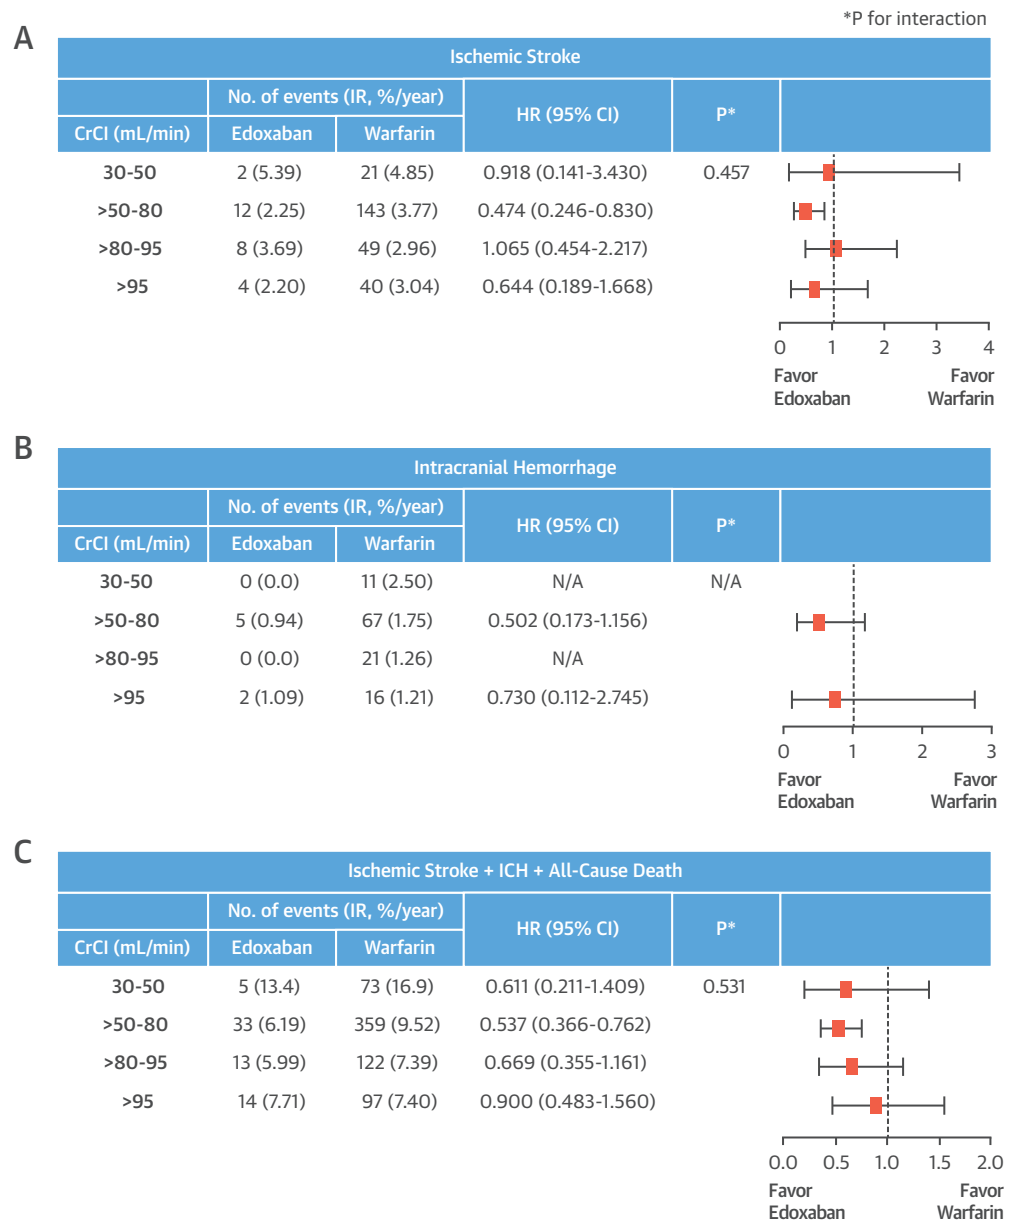 *P for interaction
A
Ischemic Stroke
No. of events (IR, %/year)
HR (95% CI)
P*
CrCI (mL/min)
Edoxaban
Warfarin
30-50 2 (5.39) 21 (4.85) 0.918 (0.141-3.430) 0.457
>50-80 12 (2.25) 143 (3.77) 0.474 (0.246-0.830)
>80-95 8 (3.69) 49 (2.96) 1.065 (0.454-2.217)
>95 4 (2.20) 40 (3.04) 0.644 (0.189-1.668)
0 1 2 3 4
Favor Edoxaban
Favor Warfarin
B
Intracranial Hemorrhage
No. of events (IR, %/year)
HR (95% CI)
P*
CrCI (mL/min)
Edoxaban
Warfarin
30-50 0 (0.0) 11 (2.50) N/A N/A
>50-80 5 (0.94) 67 (1.75) 0.502 (0.173-1.156)
>80-95 0 (0.0) 21 (1.26) N/A
>95 2 (1.09) 16 (1.21) 0.730 (0.112-2.745)
0 1 2 3
Favor Edoxaban
Favor Warfarin
C
Ischemic Stroke + ICH + All-Cause Death
No. of events (IR, %/year)
HR (95% CI)
P*
CrCI (mL/min)
Edoxaban
Warfarin
30-50 5 (13.4) 73 (16.9) 0.611 (0.211-1.409) 0.531
>50-80 33 (6.19) 359 (9.52) 0.537 (0.366-0.762)
>80-95 13 (5.99) 122 (7.39) 0.669 (0.355-1.161)
>95 14 (7.71) 97 (7.40) 0.900 (0.483-1.560)
0.0 0.5 1.0 1.5 2.0
Favor Edoxaban
Favor Warfarin